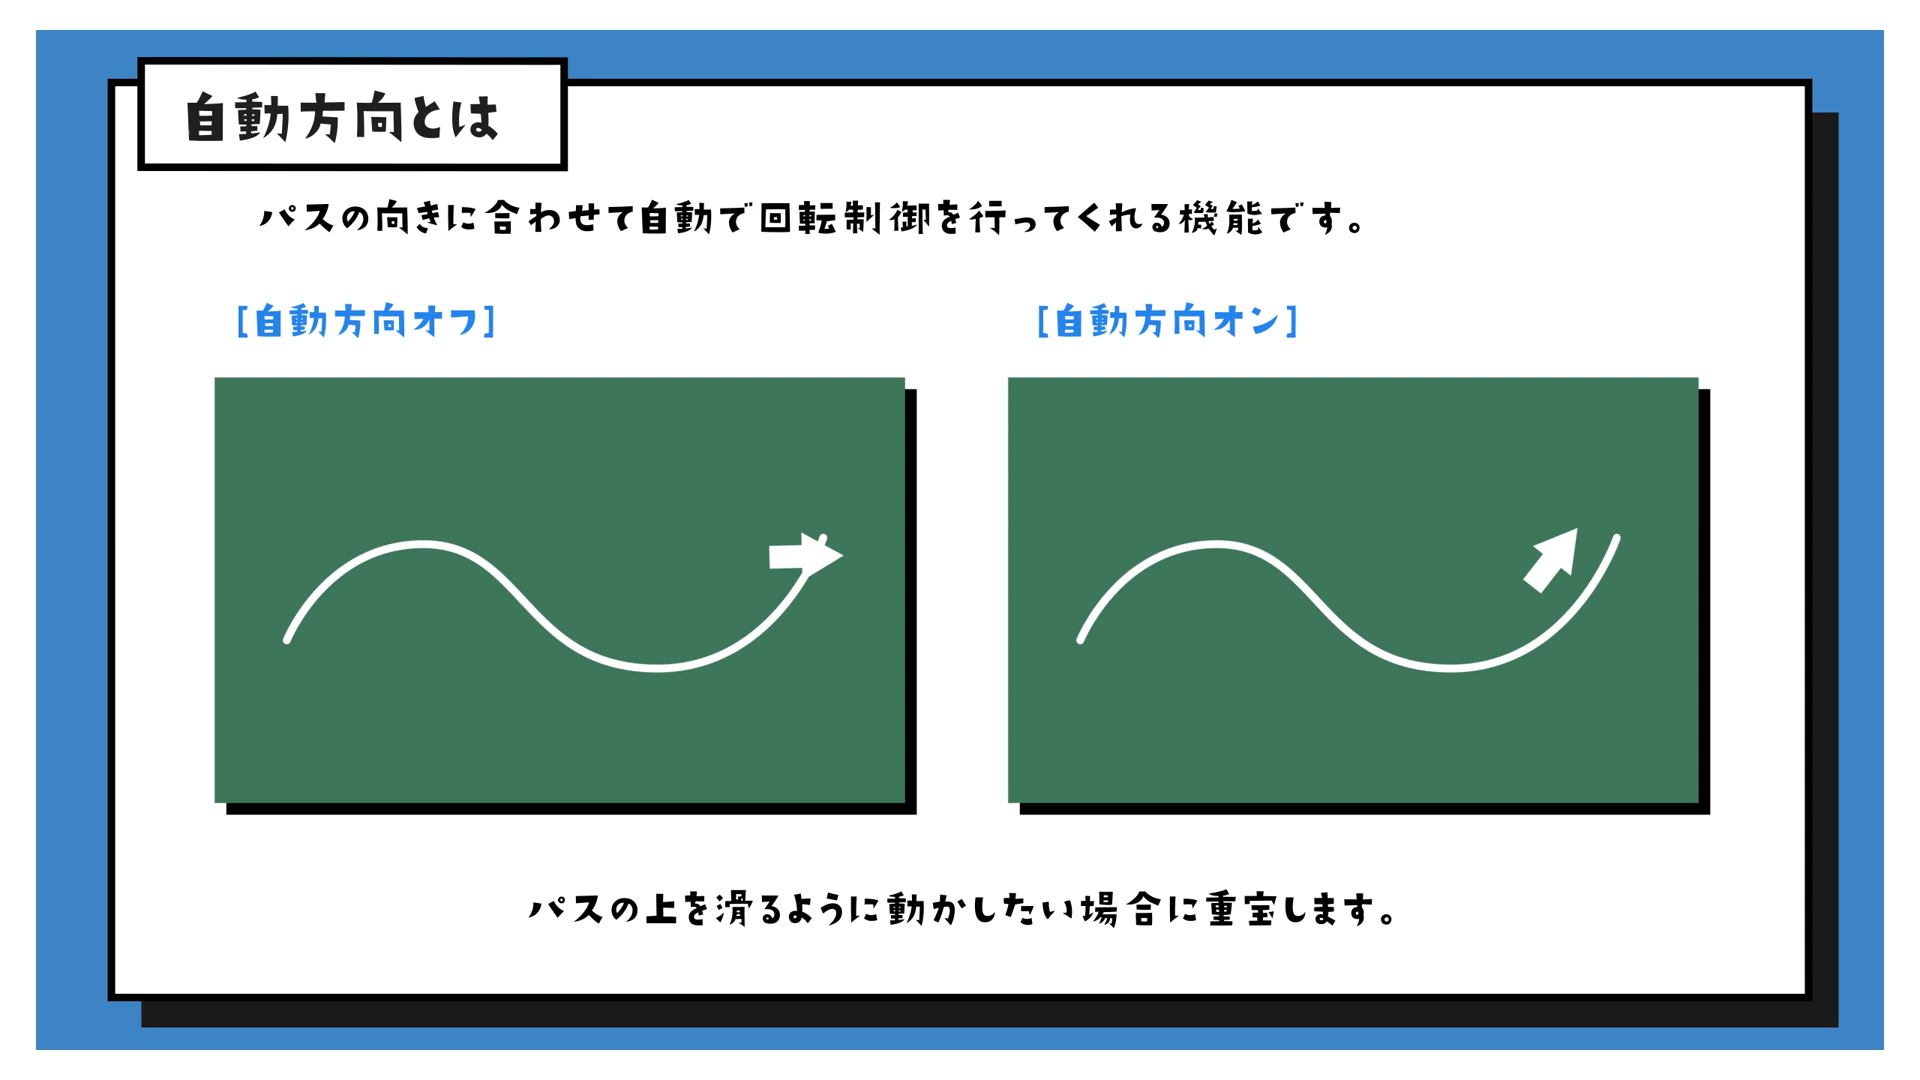 自動方向とは
パスの向きに合わせて自動で回転制御を行ってくれる機能です。
[自動方向オフ]
[自動方向オン]
パスの上を滑るように動かしたい場合に重宝します。